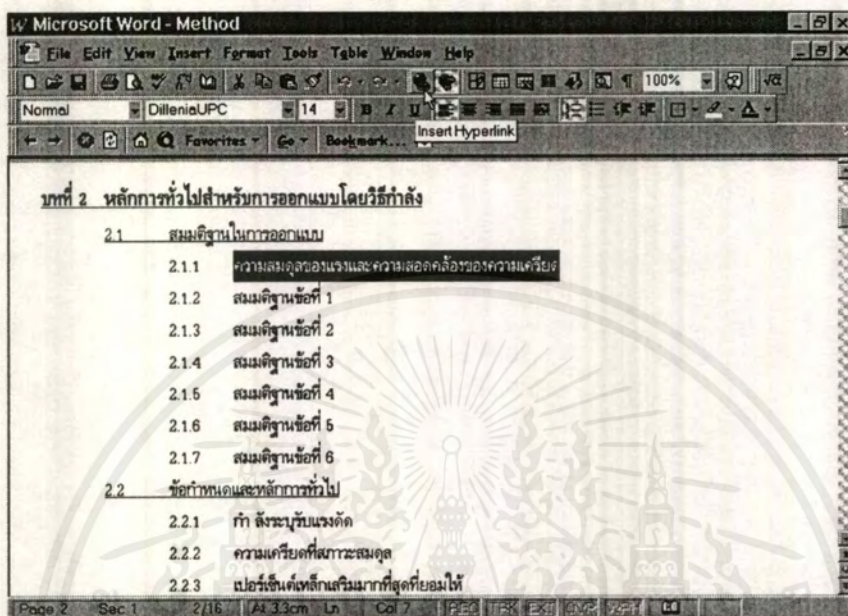 Microsoft Word - Method
File Edit View Insert Format Tools Table Window Help
100%
Normal DilleniaUPC 14 B I U
Insert Hyperlink
Favorites Go Bookmark...
บทที่ 2 หลักการทั่วไปสำหรับการออกแบบโดยวิธีกำลัง
2.1 สมมติฐานในการออกแบบ
2.1.1 ความสมดุลของแรงและความสอดคล้องของความเครียด
2.1.2 สมมติฐานข้อที่ 1
2.1.3 สมมติฐานข้อที่ 2
2.1.4 สมมติฐานข้อที่ 3
2.1.5 สมมติฐานข้อที่ 4
2.1.6 สมมติฐานข้อที่ 5
2.1.7 สมมติฐานข้อที่ 6
2.2 ข้อกำหนดและหลักการทั่วไป
2.2.1 กำ ลังระบุรับแรงดัด
2.2.2 ความเครียดที่สภาวะสมดุล
2.2.3 เปอร์เซ็นต์เหล็กเสริมมากที่สุดที่ยอมให้
Page 2 Sec 1 2/16 At 3.3cm Ln Col 7 REC TRK EXT OVR WPH